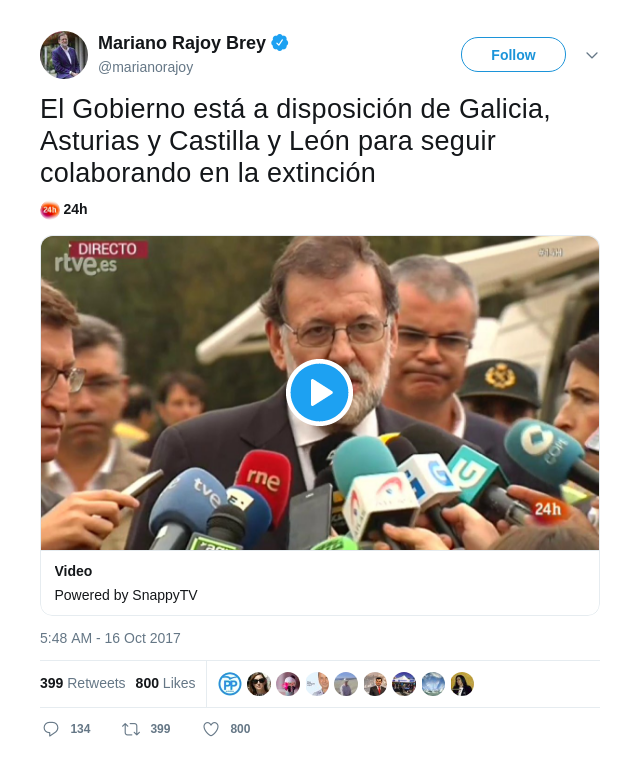 Mariano Rajoy Brey
@marianorajoy
Follow
El Gobierno está a disposición de Galicia,
Asturias y Castilla y León para seguir
colaborando en la extinción
24h 24h
DIRECTO
rtve.es
rne
tve
COPE
24h
Video
Powered by SnappyTV
5:48 AM - 16 Oct 2017
399 Retweets 800 Likes
PP
134 399 800